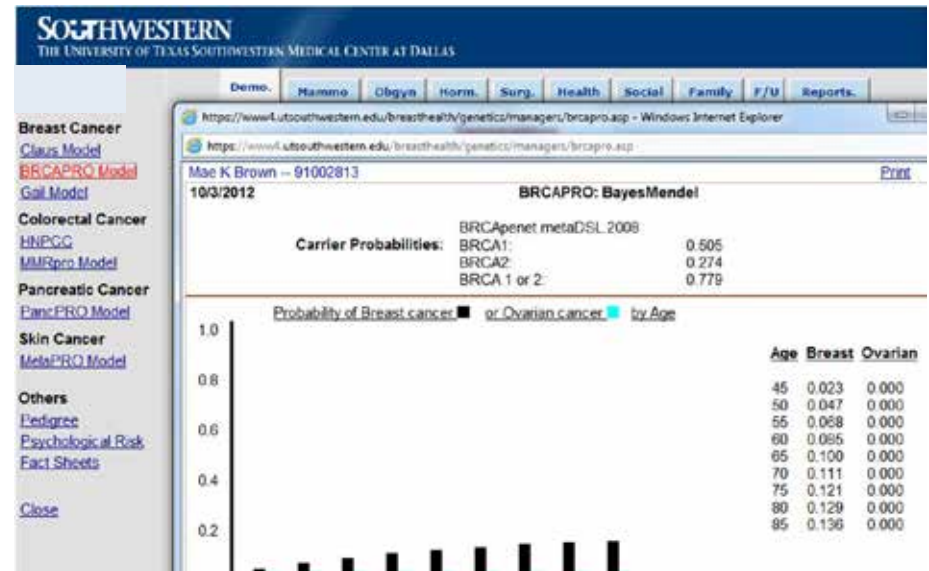 SOUTHWESTERN
THE UNIVERSITY OF TEXAS SOUTHWESTERN MEDICAL CENTER AT DALLAS
Demo. Mammo Obgyn Horm. Surg. Health Social Family F/U Reports.
https://www4.utsouthwestern.edu/breasthealth/genetics/managers/brcapro.asp - Windows Internet Explorer
https://www4.utsouthwestern.edu/breasthealth/genetics/managers/brcapro.asp
Breast Cancer
Claus Model
BRCAPRO Model
Gail Model
Colorectal Cancer
HNPCC
MMRpro Model
Pancreatic Cancer
PancPRO Model
Skin Cancer
MelaPRO Model
Others
Pedigree
Psychological Risk
Fact Sheets
Close
Mae K Brown -- 91002813 Print
10/3/2012 BRCAPRO: BayesMendel
BRCApenet metaDSL.2008
Carrier Probabilities: BRCA1: 0.505
BRCA2: 0.274
BRCA 1 or 2: 0.779
Probability of Breast cancer or Ovarian cancer by Age
1.0
0.8
0.6
0.4
0.2
Age Breast Ovarian
45 0.023 0.000
50 0.047 0.000
55 0.068 0.000
60 0.085 0.000
65 0.100 0.000
70 0.111 0.000
75 0.121 0.000
80 0.129 0.000
85 0.136 0.000